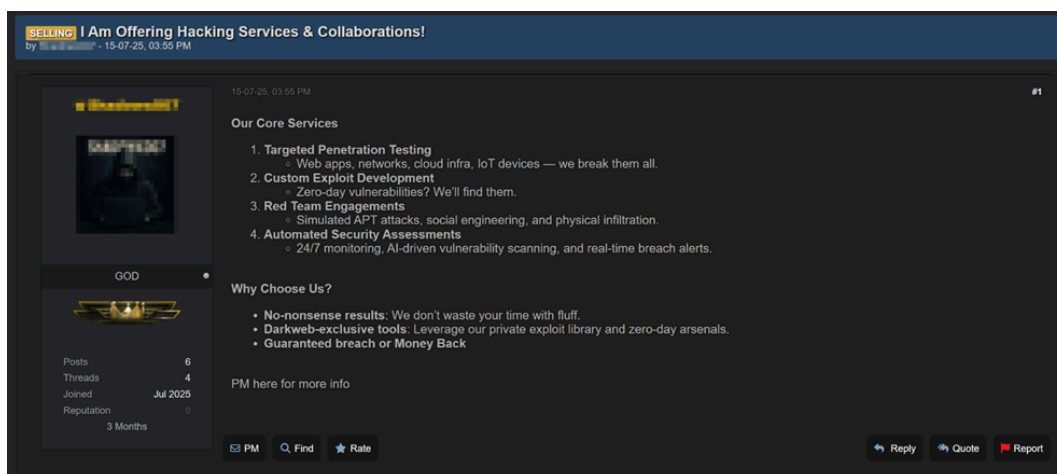 SELLING I Am Offering Hacking Services & Collaborations!
by - 15-07-25, 03:55 PM
15-07-25, 03:55 PM
#1
Our Core Services
1. Targeted Penetration Testing
◦ Web apps, networks, cloud infra, IoT devices — we break them all.
2. Custom Exploit Development
◦ Zero-day vulnerabilities? We'll find them.
3. Red Team Engagements
◦ Simulated APT attacks, social engineering, and physical infiltration.
4. Automated Security Assessments
◦ 24/7 monitoring, AI-driven vulnerability scanning, and real-time breach alerts.
GOD
Why Choose Us?
• No-nonsense results: We don't waste your time with fluff.
• Darkweb-exclusive tools: Leverage our private exploit library and zero-day arsenals.
• Guaranteed breach or Money Back
Posts 6
Threads 4
Joined Jul 2025
Reputation 0
3 Months
PM here for more info
PM Find Rate
Reply Quote Report